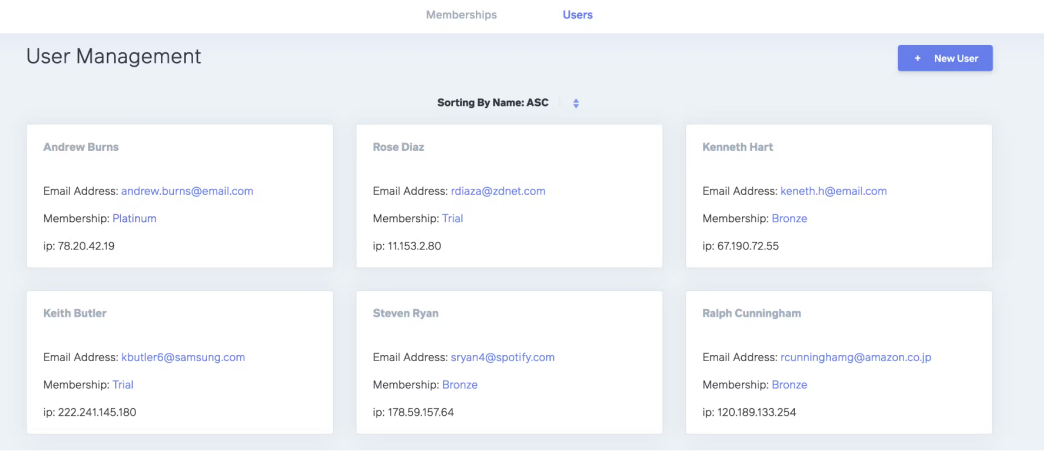 Memberships Users
User Management
+ New User
Sorting By Name: ASC
Andrew Burns
Email Address: andrew.burns@email.com
Membership: Platinum
ip: 78.20.42.19
Rose Diaz
Email Address: rdiaza@zdnet.com
Membership: Trial
ip: 11.153.2.80
Kenneth Hart
Email Address: keneth.h@email.com
Membership: Bronze
ip: 67.190.72.55
Keith Butler
Email Address: kbutler6@samsung.com
Membership: Trial
ip: 222.241.145.180
Steven Ryan
Email Address: sryan4@spotify.com
Membership: Bronze
ip: 178.59.157.64
Ralph Cunningham
Email Address: rcunninghamg@amazon.co.jp
Membership: Bronze
ip: 120.189.133.254